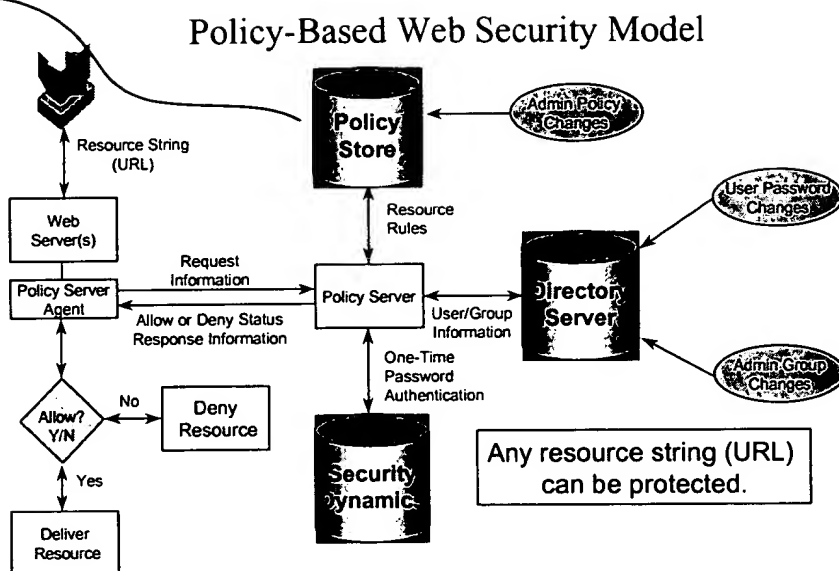 Policy-Based Web Security Model
Resource String
(URL)
Web
Server(s)
Policy Server
Agent
Request
Information
Allow or Deny Status
Response Information
Allow?
Y/N
No
Deny
Resource
Yes
Deliver
Resource
Policy
Store
Admin Policy
Changes
Resource
Rules
Policy Server
User/Group
Information
Directory
Server
User Password
Changes
Admin Group
Changes
One-Time
Password
Authentication
Security
Dynamic
Any resource string (URL)
can be protected.